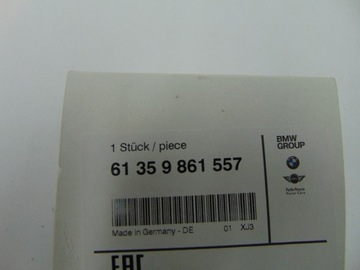 1 Stück / piece
61 35 9 861 557
Made in Germany - DE 01 XJ3
BMW
GROUP
EAC